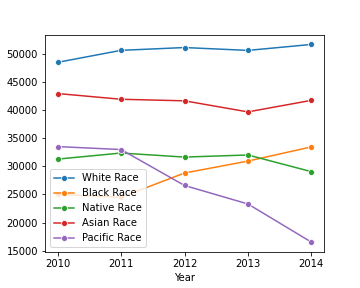 50000
45000
40000
35000
30000
25000
20000
15000
White Race
Black Race
Native Race
Asian Race
Pacific Race
2010 2011 2012 2013 2014
Year